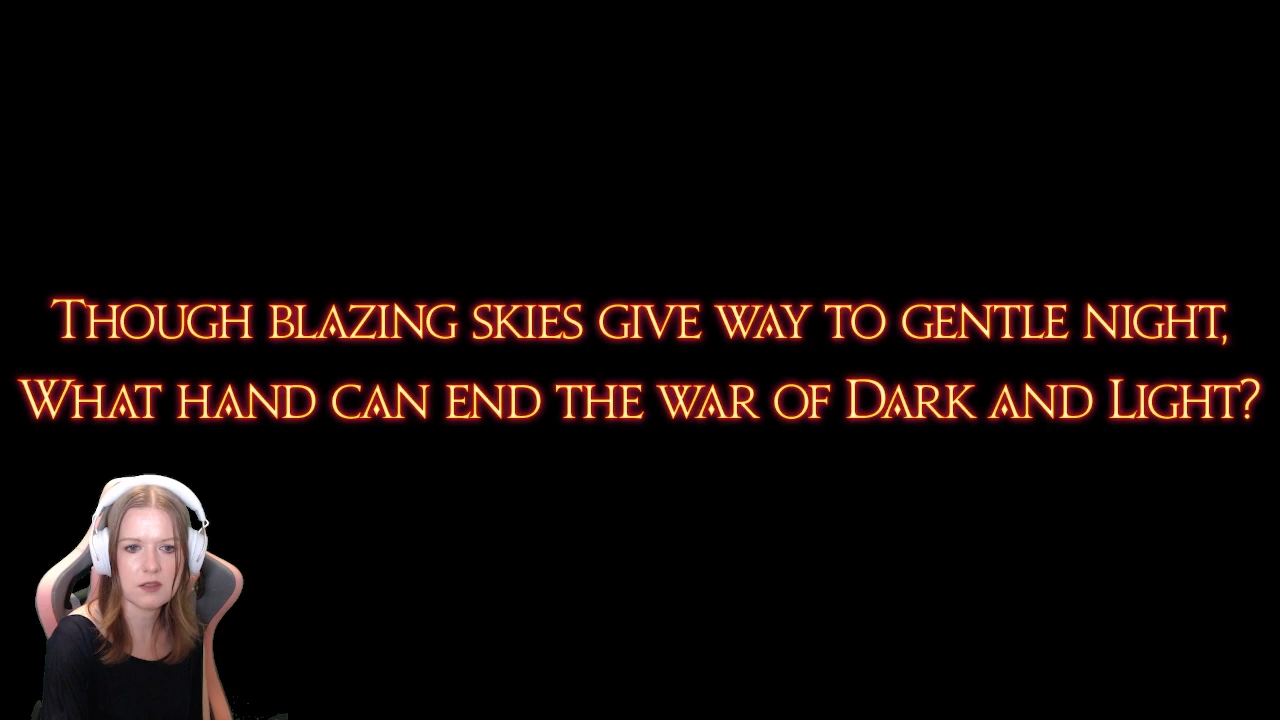 Though blazing skies give way to gentle night,
What hand can end the war of Dark and Light?